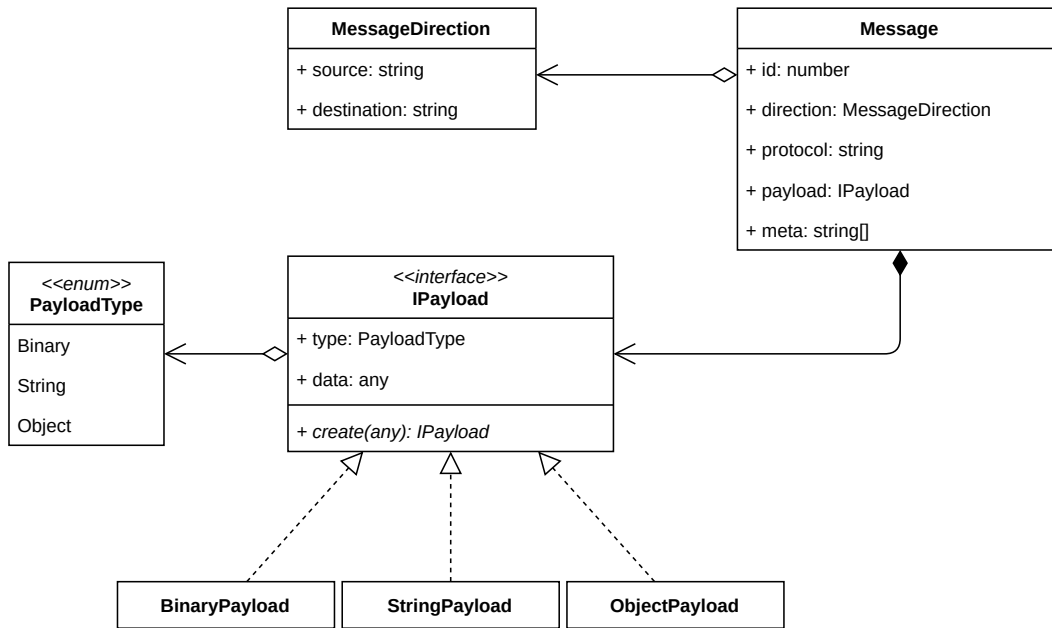 MessageDirection
+ source: string
+ destination: string
Message
+ id: number
+ direction: MessageDirection
+ protocol: string
+ payload: IPayload
+ meta: string[]
<<enum>>
PayloadType
Binary
String
Object
<<interface>>
IPayload
+ type: PayloadType
+ data: any
+ create(any): IPayload
BinaryPayload
StringPayload
ObjectPayload